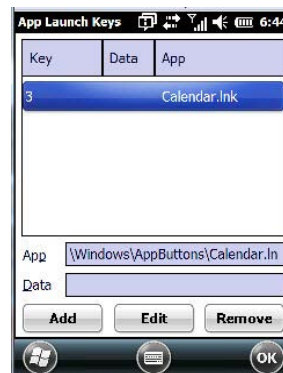 App Launch Keys 6:44
Key Data App
3 Calendar.lnk
App \Windows\AppButtons\Calendar.ln
Data
Add Edit Remove
OK